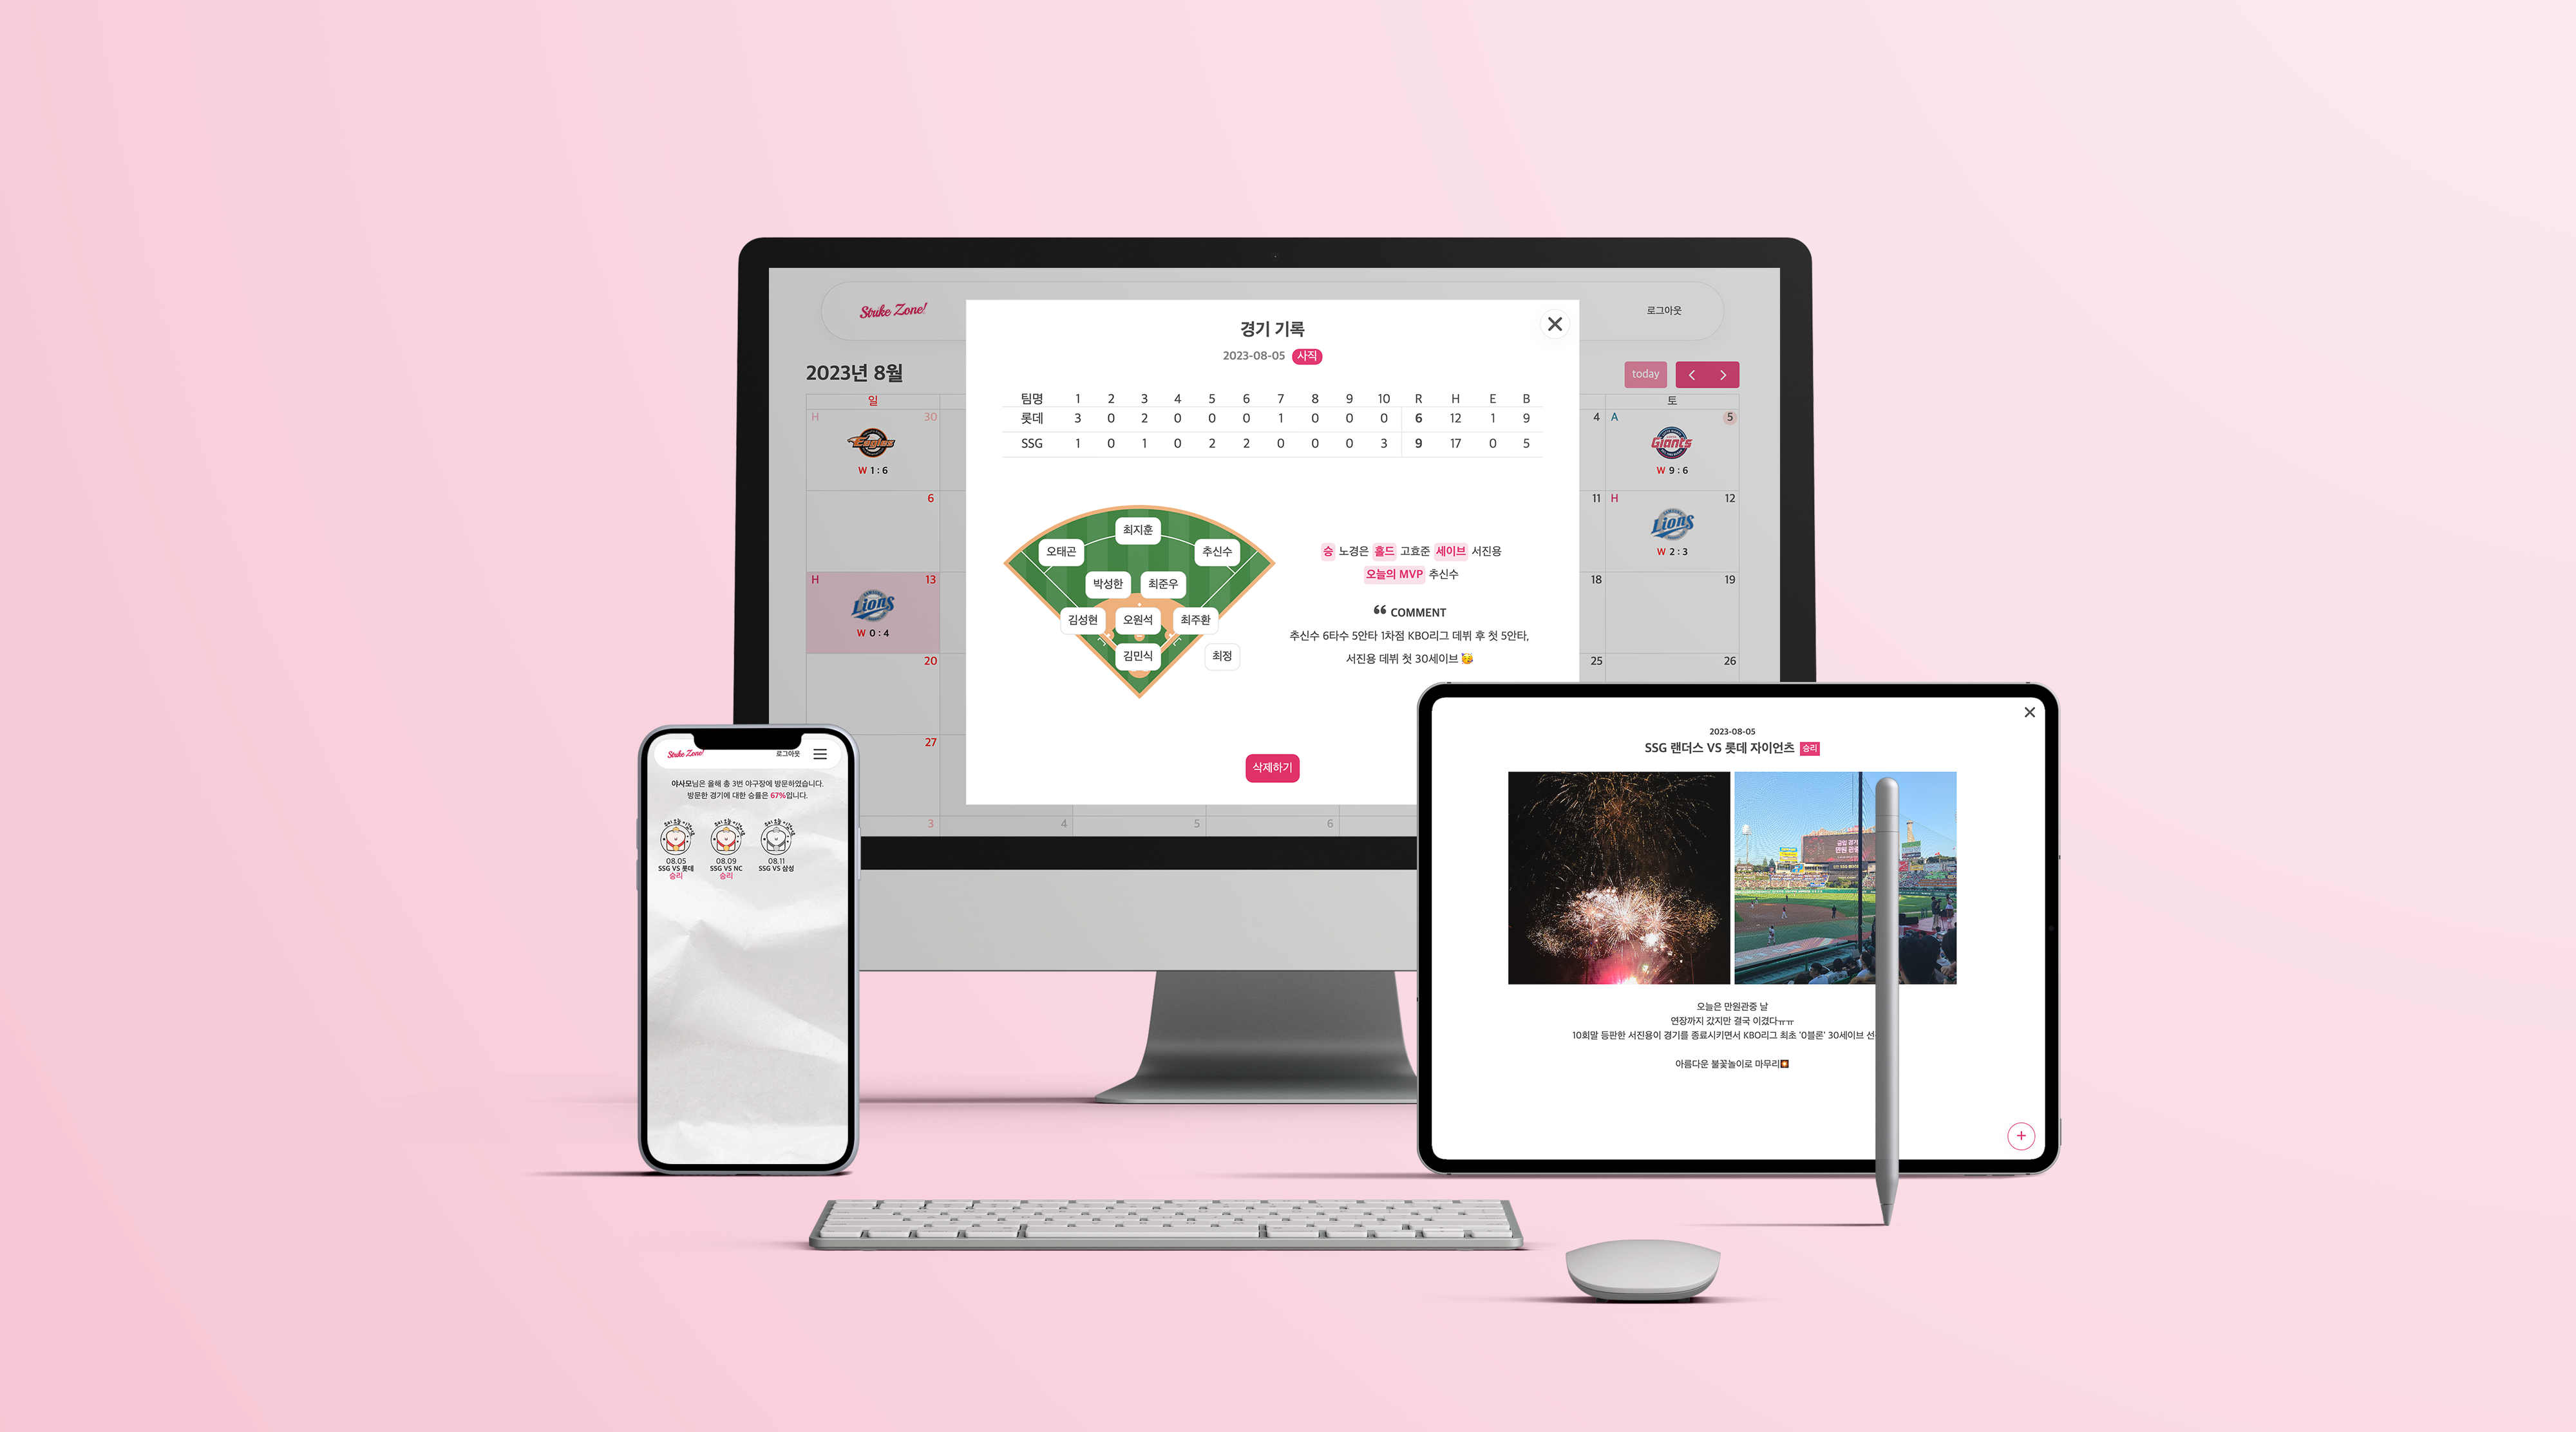 Strike Zone!
로그아웃
2023년 8월
today
일
토
H 30
Eagles
W 1 : 6
4
A 5
Giants
W 9 : 6
6
11
H 12
Lions
W 2 : 3
H 13
Lions
W 0 : 4
18
19
20
25
26
27
3
4
5
6
경기 기록
2023-08-05 사직
팀명 1 2 3 4 5 6 7 8 9 10 R H E B
롯데 3 0 2 0 0 0 1 0 0 0 6 12 1 9
SSG 1 0 1 0 2 2 0 0 0 3 9 17 0 5
최지훈
오태곤
추신수
박성한
최준우
김성현
오원석
최주환
김민식
최정
승 노경은 홀드 고효준 세이브 서진용
오늘의 MVP 추신수
❝ COMMENT
추신수 6타수 5안타 1차점 KBO리그 데뷔 후 첫 5안타,
서진용 데뷔 첫 30세이브 🥳
삭제하기
Strike Zone!
로그아웃
야사모님은 올해 총 3번 야구장에 방문하였습니다.
방문한 경기에 대한 승률은 67%입니다.
08.05
SSG VS 롯데
승리
08.09
SSG VS NC
승리
08.11
SSG VS 삼성
2023-08-05
SSG 랜더스 VS 롯데 자이언츠 승리
오늘은 만원관중 날
연장까지 갔지만 결국 이겼다ㅠㅠ
10회말 등판한 서진용이 경기를 종료시키면서 KBO리그 최초 '0블론' 30세이브 선
아름다운 불꽃놀이로 마무리🎇